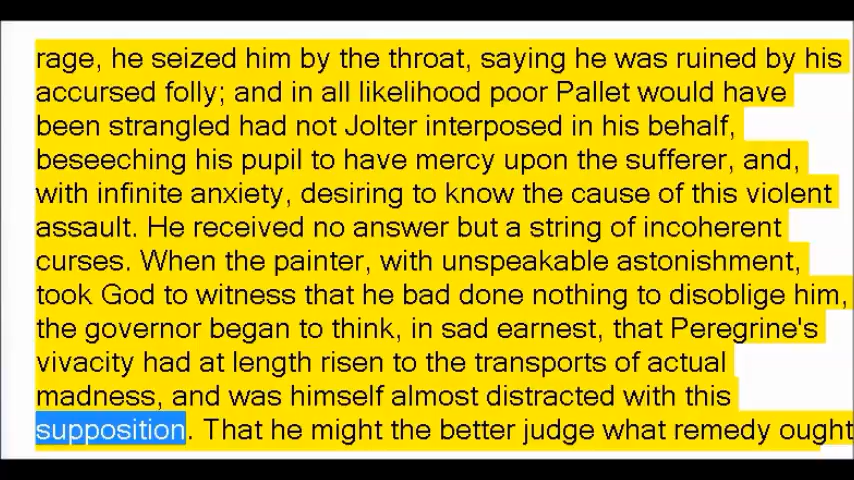 rage, he seized him by the throat, saying he was ruined by his
accursed folly; and in all likelihood poor Pallet would have
been strangled had not Jolter interposed in his behalf,
beseeching his pupil to have mercy upon the sufferer, and,
with infinite anxiety, desiring to know the cause of this violent
assault. He received no answer but a string of incoherent
curses. When the painter, with unspeakable astonishment,
took God to witness that he bad done nothing to disoblige him,
the governor began to think, in sad earnest, that Peregrine's
vivacity had at length risen to the transports of actual
madness, and was himself almost distracted with this
supposition. That he might the better judge what remedy ought